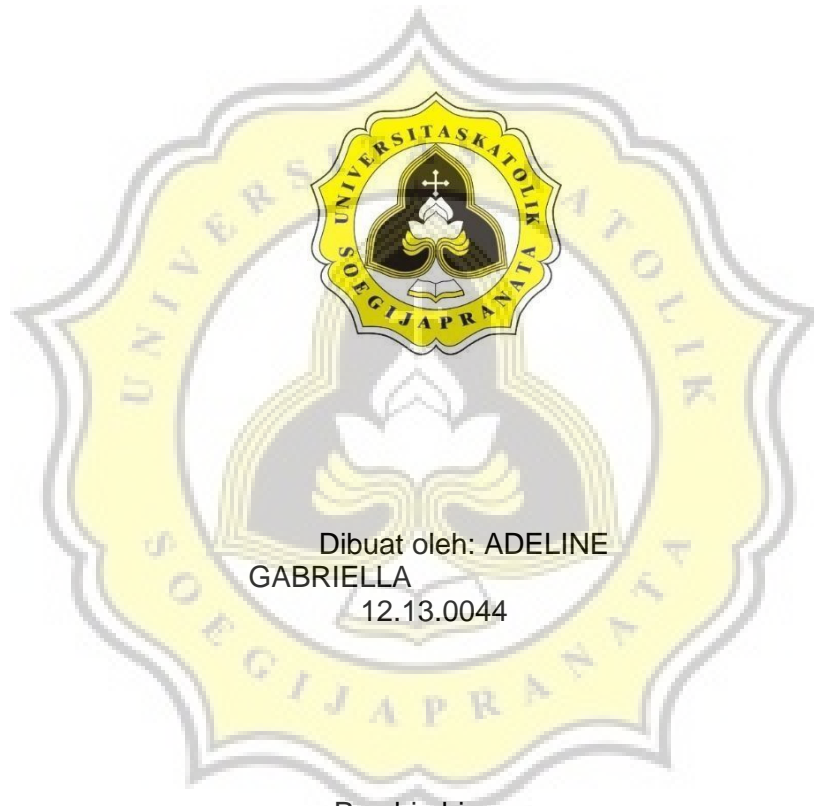 UNIVERSITAS KATOLIK
SOEGIJAPRANATA
Dibuat oleh: ADELINE
GABRIELLA
12.13.0044